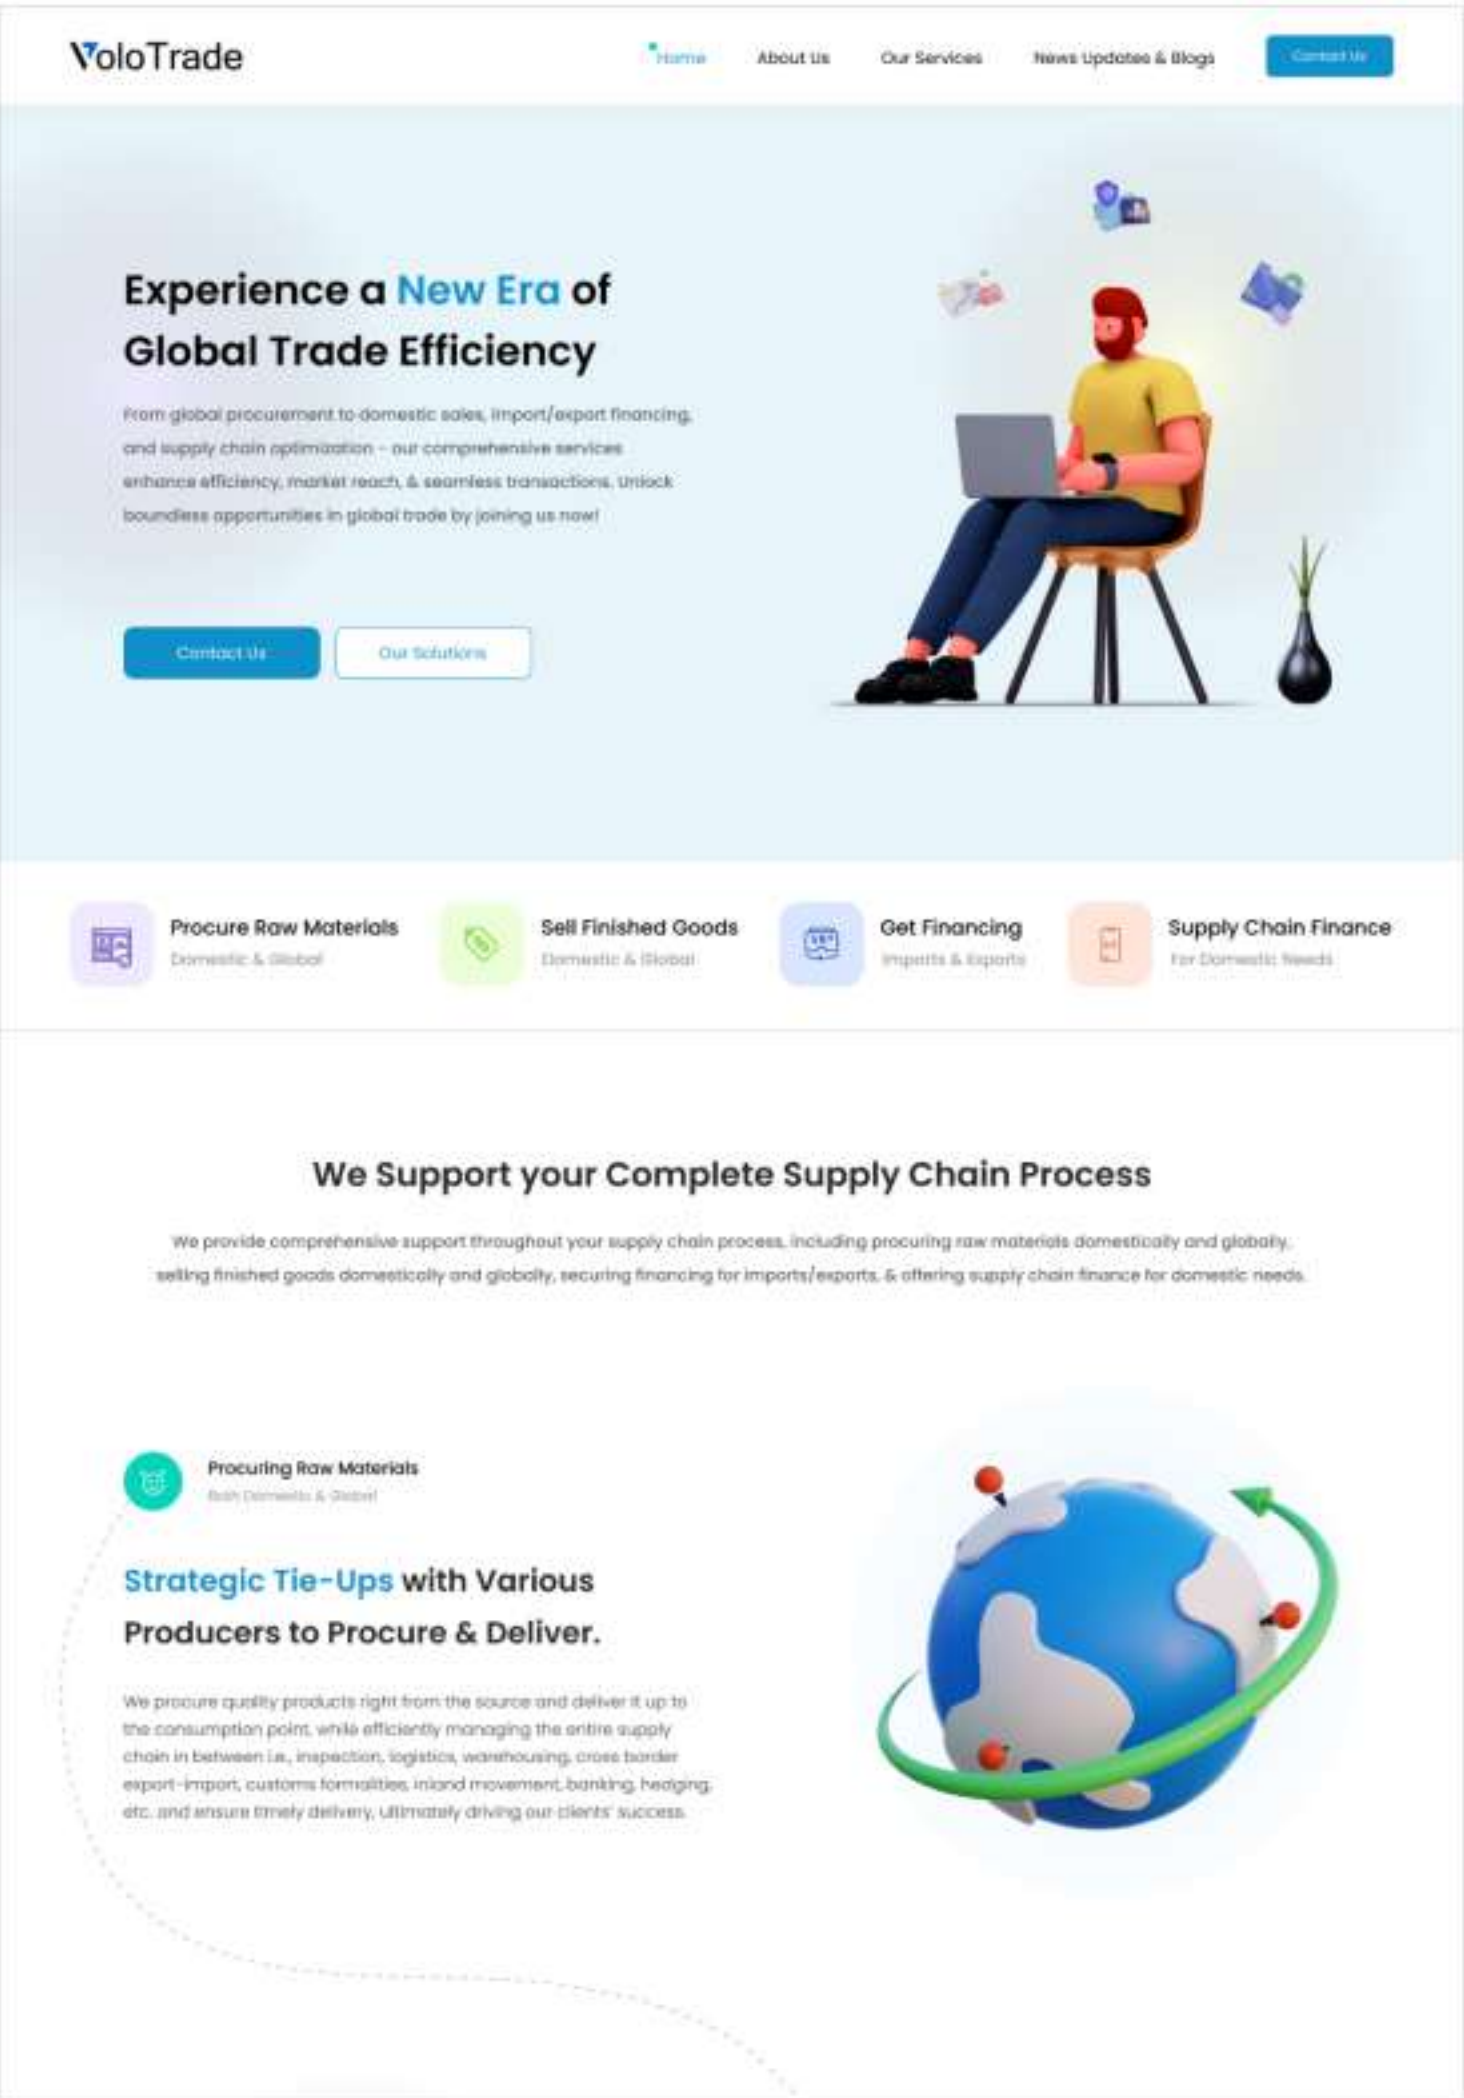 VoloTrade
Home
About Us
Our Services
News Updates & Blogs
Contact Us
Experience a New Era of
Global Trade Efficiency
From global procurement to domestic sales, import/export financing,
and supply chain optimization - our comprehensive services
enhance efficiency, market reach, & seamless transactions. Unlock
boundless opportunities in global trade by joining us now!
Contact Us
Our Solutions
Procure Raw Materials
Domestic & Global
Sell Finished Goods
Domestic & Global
Get Financing
Imports & Exports
Supply Chain Finance
For Domestic Needs
We Support your Complete Supply Chain Process
We provide comprehensive support throughout your supply chain process, including procuring raw materials domestically and globally,
selling finished goods domestically and globally, securing financing for imports/exports, & offering supply chain finance for domestic needs.
Procuring Raw Materials
Both Domestic & Global
Strategic Tie-Ups with Various
Producers to Procure & Deliver.
We procure quality products right from the source and deliver it up to
the consumption point, while efficiently managing the entire supply
chain in between i.e., inspection, logistics, warehousing, cross border
export-import, customs formalities, inland movement, banking, hedging,
etc. and ensure timely delivery, ultimately driving our clients' success.